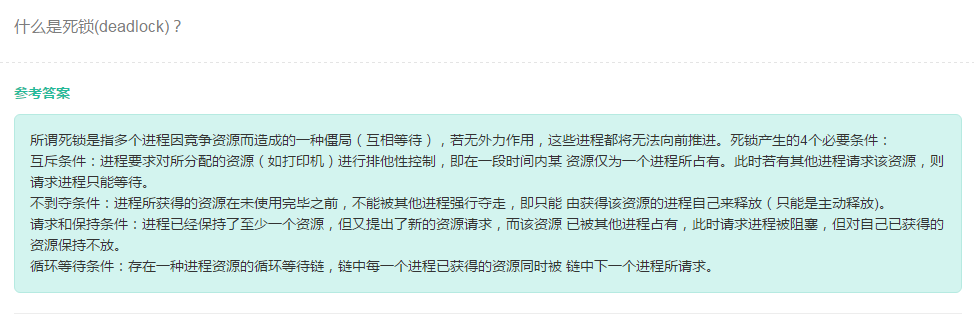 什么是死锁(deadlock)？
参考答案
所谓死锁是指多个进程因竞争资源而造成的一种僵局（互相等待），若无外力作用，这些进程都将无法向前推进。死锁产生的4个必要条件：
互斥条件：进程要求对所分配的资源（如打印机）进行排他性控制，即在一段时间内某 资源仅为一个进程所占有。此时若有其他进程请求该资源，则
请求进程只能等待。
不剥夺条件：进程所获得的资源在未使用完毕之前，不能被其他进程强行夺走，即只能 由获得该资源的进程自己来释放（只能是主动释放)。
请求和保持条件：进程已经保持了至少一个资源，但又提出了新的资源请求，而该资源 已被其他进程占有，此时请求进程被阻塞，但对自己已获得的
资源保持不放。
循环等待条件：存在一种进程资源的循环等待链，链中每一个进程已获得的资源同时被 链中下一个进程所请求。